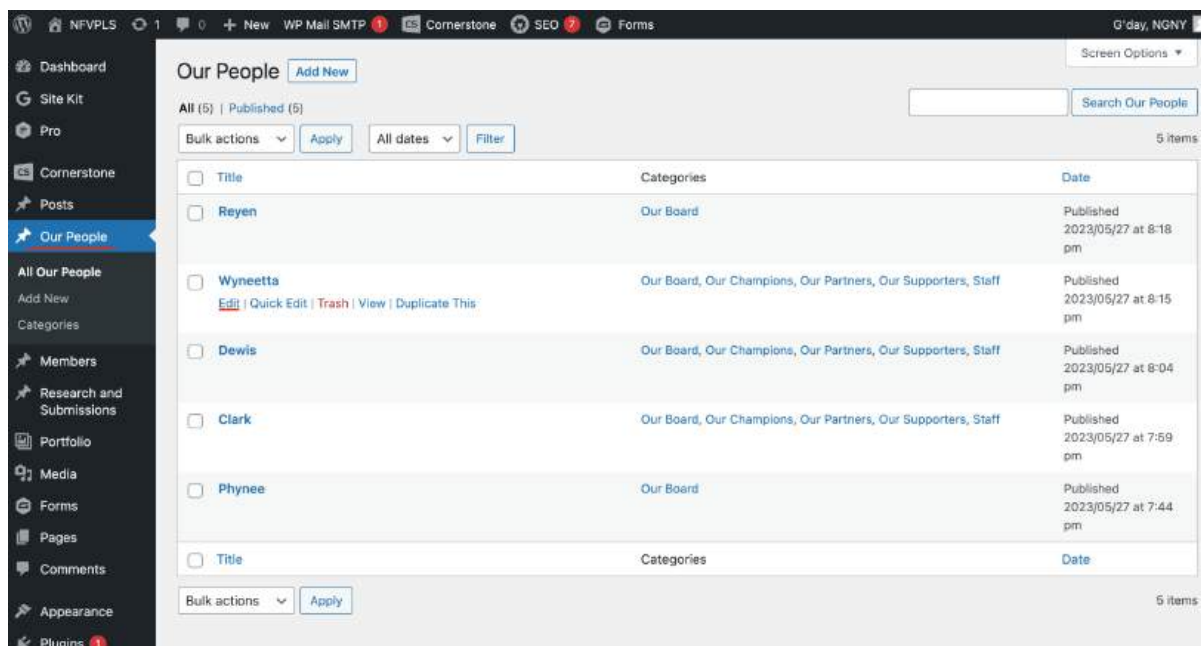 NFVPLS 1 0 + New WP Mail SMTP 1 CS Cornerstone SEO 7 Forms G'day, NGNY
Screen Options ▼
Dashboard
Site Kit
Pro
CS Cornerstone
Posts
Our People
All Our People
Add New
Categories
Members
Research and
Submissions
Portfolio
Media
Forms
Pages
Comments
Appearance
Plugins 1
Our People Add New
All (5) | Published (5)
Search Our People
Bulk actions Apply All dates Filter 5 items
Title Categories Date
Reyen Our Board Published
2023/05/27 at 8:18
pm
Wyneetta Our Board, Our Champions, Our Partners, Our Supporters, Staff Published
Edit | Quick Edit | Trash | View | Duplicate This 2023/05/27 at 8:15
pm
Dewis Our Board, Our Champions, Our Partners, Our Supporters, Staff Published
2023/05/27 at 8:04
pm
Clark Our Board, Our Champions, Our Partners, Our Supporters, Staff Published
2023/05/27 at 7:59
pm
Phynee Our Board Published
2023/05/27 at 7:44
pm
Title Categories Date
Bulk actions Apply 5 items